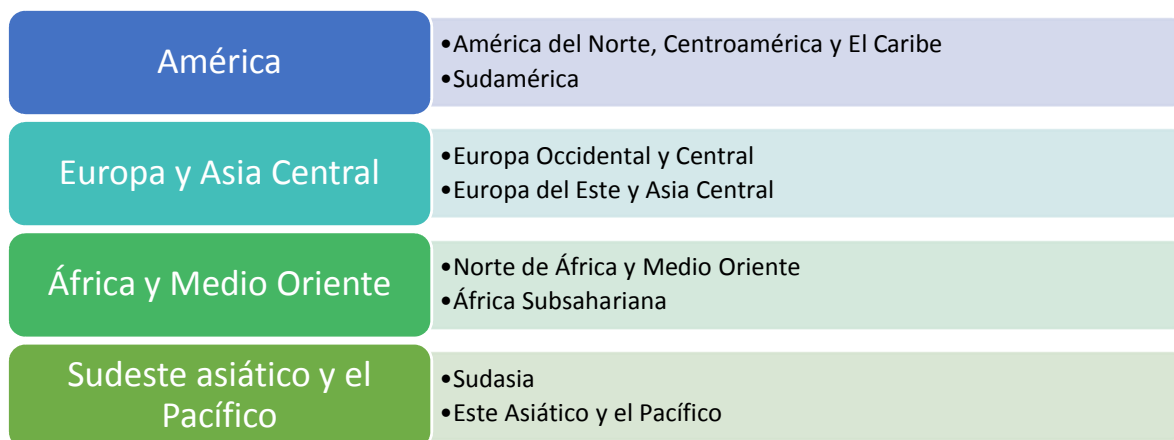 América
•América del Norte, Centroamérica y El Caribe
•Sudamérica
Europa y Asia Central
•Europa Occidental y Central
•Europa del Este y Asia Central
África y Medio Oriente
•Norte de África y Medio Oriente
•África Subsahariana
Sudeste asiático y el
Pacífico
•Sudasia
•Este Asiático y el Pacífico